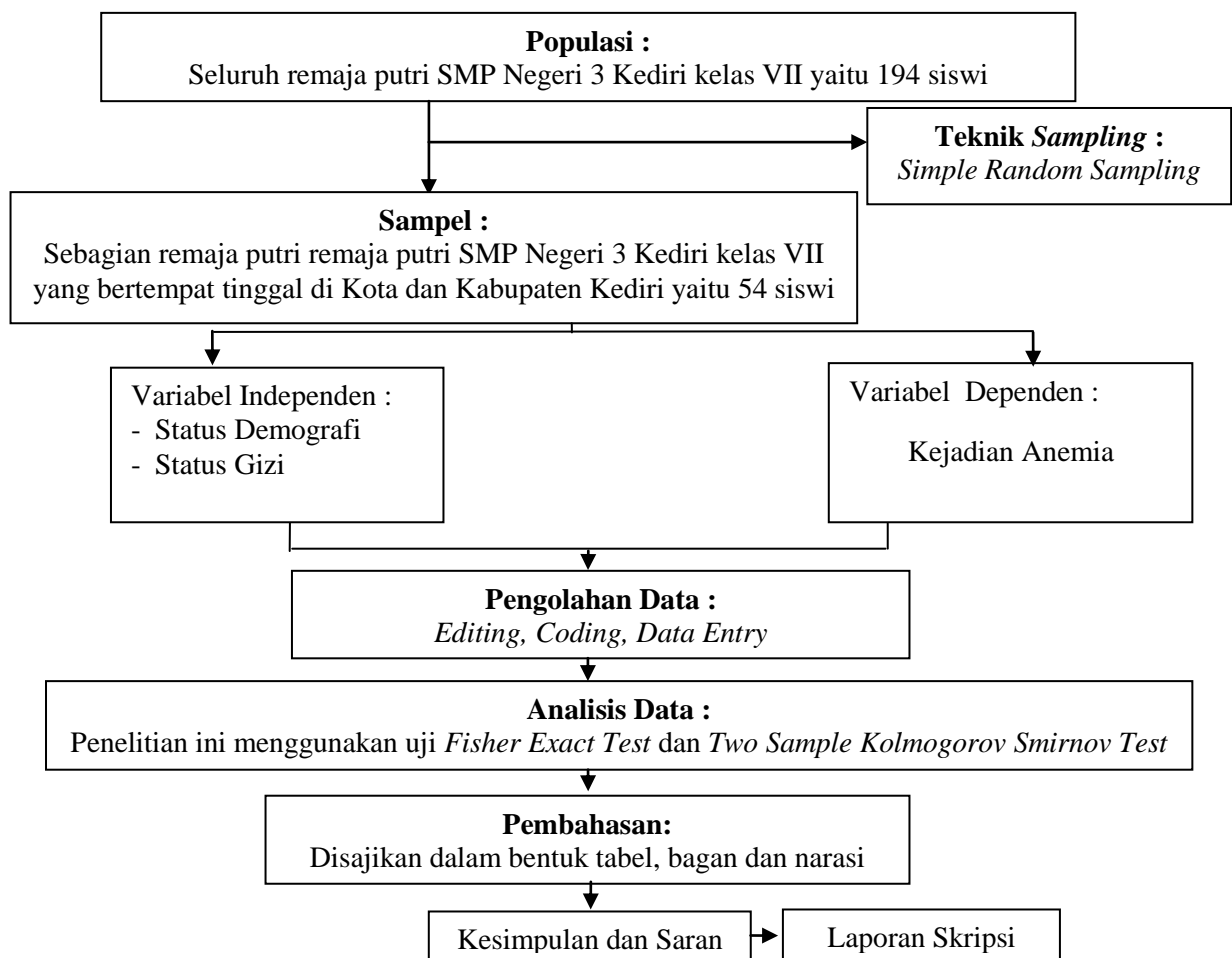 Populasi :
Seluruh remaja putri SMP Negeri 3 Kediri kelas VII yaitu 194 siswi
Teknik Sampling :
Simple Random Sampling
Sampel :
Sebagian remaja putri remaja putri SMP Negeri 3 Kediri kelas VII
yang bertempat tinggal di Kota dan Kabupaten Kediri yaitu 54 siswi
Variabel Independen :
- Status Demografi
- Status Gizi
Variabel Dependen :
Kejadian Anemia
Pengolahan Data :
Editing, Coding, Data Entry
Analisis Data :
Penelitian ini menggunakan uji Fisher Exact Test dan Two Sample Kolmogorov Smirnov Test
Pembahasan:
Disajikan dalam bentuk tabel, bagan dan narasi
Kesimpulan dan Saran
Laporan Skripsi